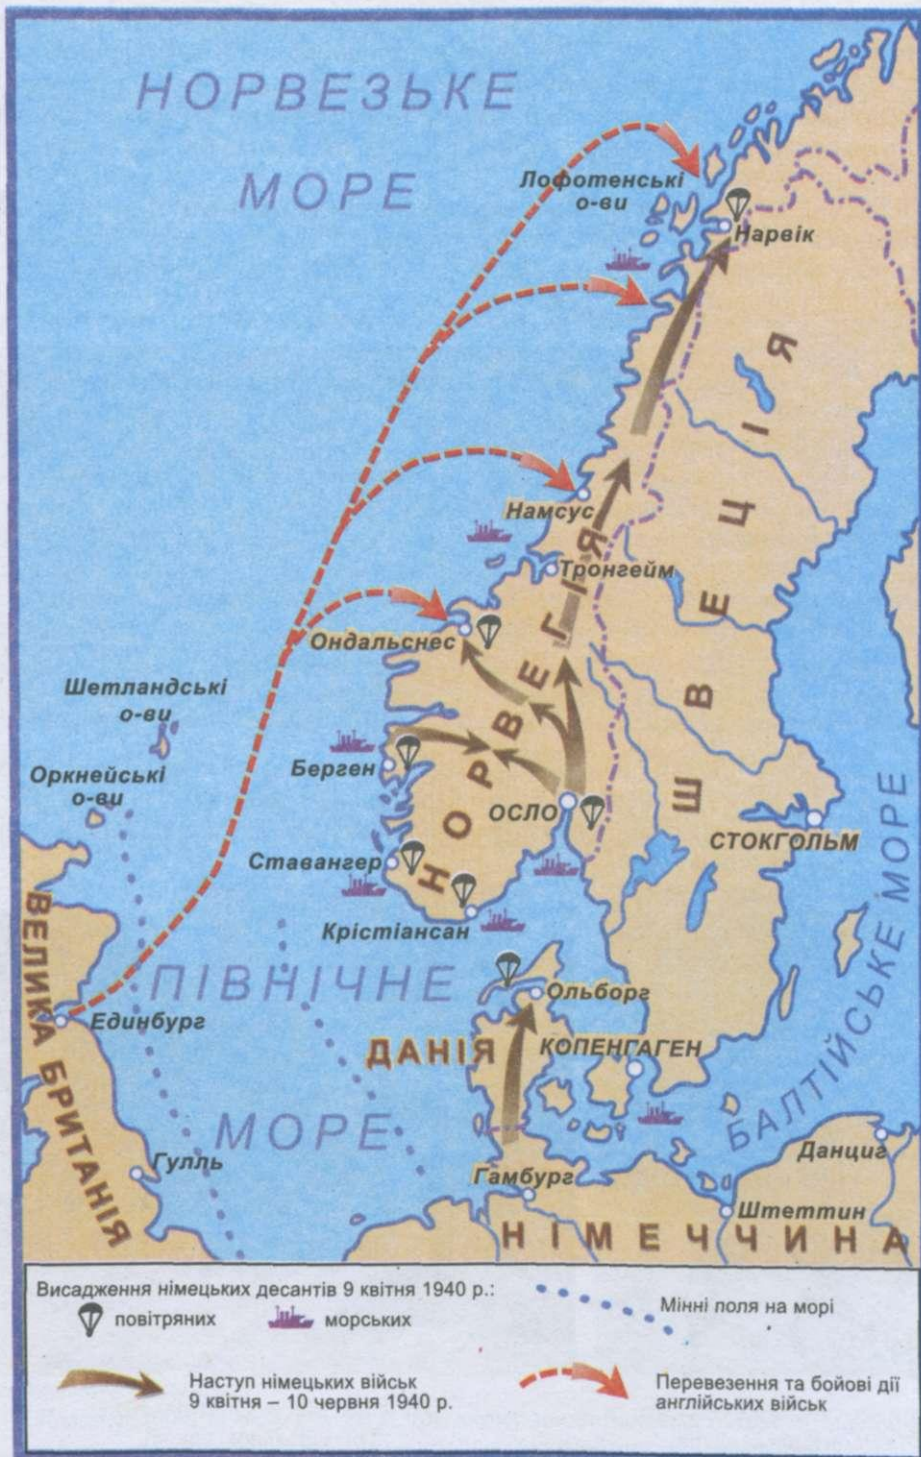 НОРВЕЗЬКЕ
МОРЕ
Лофотенські
о-ви
Нарвік
Намсус
Тронгейм
Ондальснес
Шетландські
о-ви
Оркнейські
о-ви
Берген
ОСЛО
Ставангер
Крістіансан
НОРВЕГІЯ
ШВЕЦІЯ
СТОКГОЛЬМ
ПІВНІЧНЕ
МОРЕ
Единбург
ВЕЛИКА БРИТАНІЯ
Гулль
Ольборг
ДАНІЯ
КОПЕНГАГЕН
БАЛТІЙСЬКЕ МОРЕ
Данциг
Гамбург
Штеттин
НІМЕЧЧИНА
Висадження німецьких десантів 9 квітня 1940 р.:
повітряних
морських
Мінні поля на морі
Наступ німецьких військ
9 квітня – 10 червня 1940 р.
Перевезення та бойові дії
англійських військ